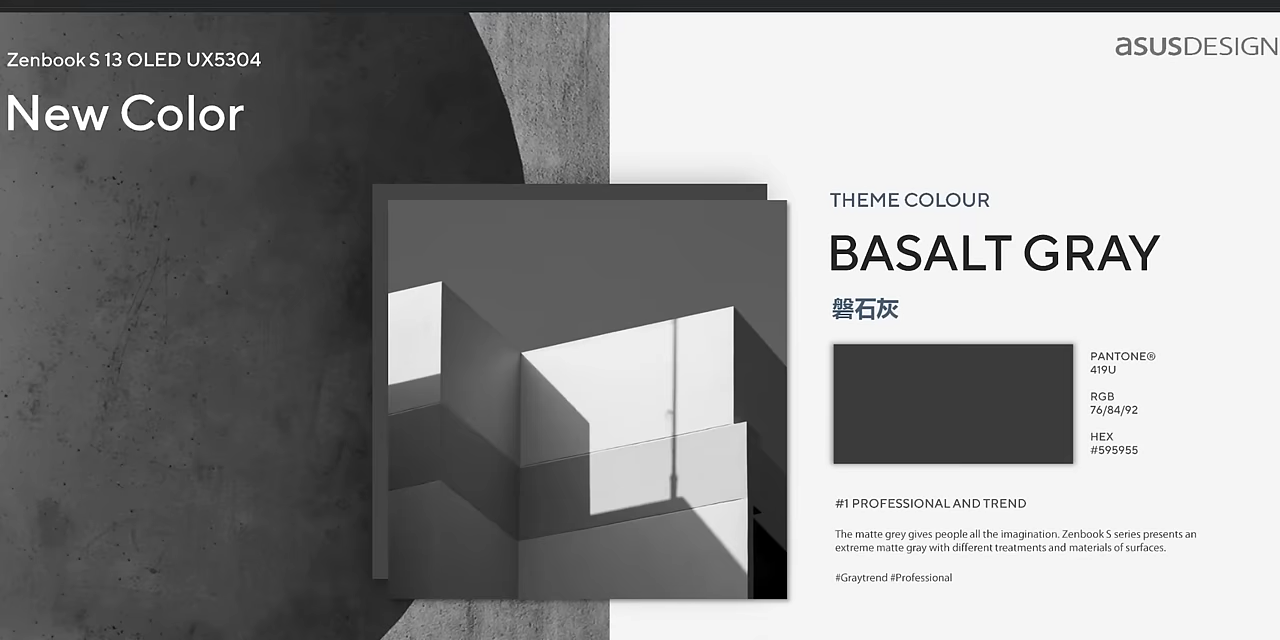 Zenbook S 13 OLED UX5304
New Color
asusDESIGN
THEME COLOUR
BASALT GRAY
磐石灰
PANTONE®
419U
RGB
76/84/92
HEX
#595955
#1 PROFESSIONAL AND TREND
The matte grey gives people all the imagination. Zenbook S series presents an
extreme matte gray with different treatments and materials of surfaces.
#Graytrend #Professional